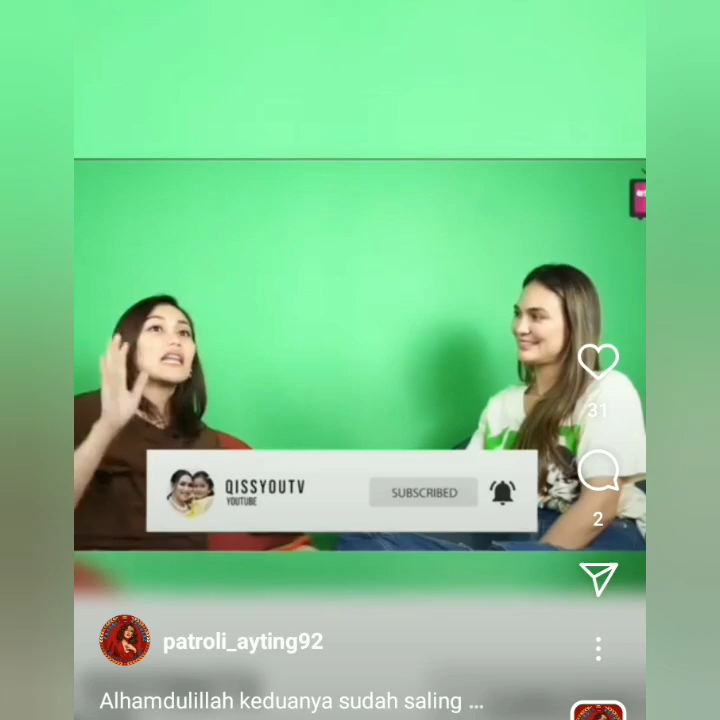 QISSYOUTV
YOUTUBE
SUBSCRIBED
31
2
patroli_ayting92
Alhamdulillah keduanya sudah saling ...